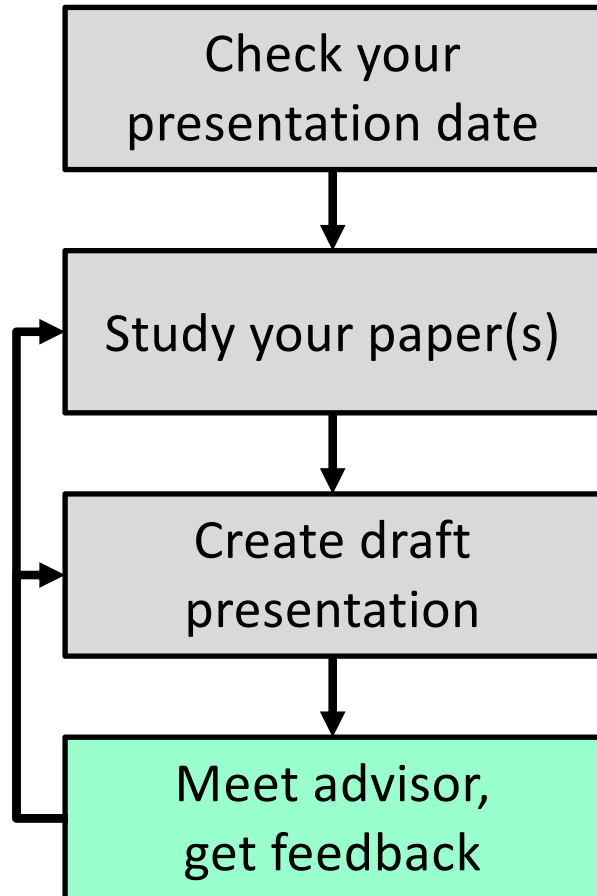 Check your
presentation date
Study your paper(s)
Create draft
presentation
Meet advisor,
get feedback